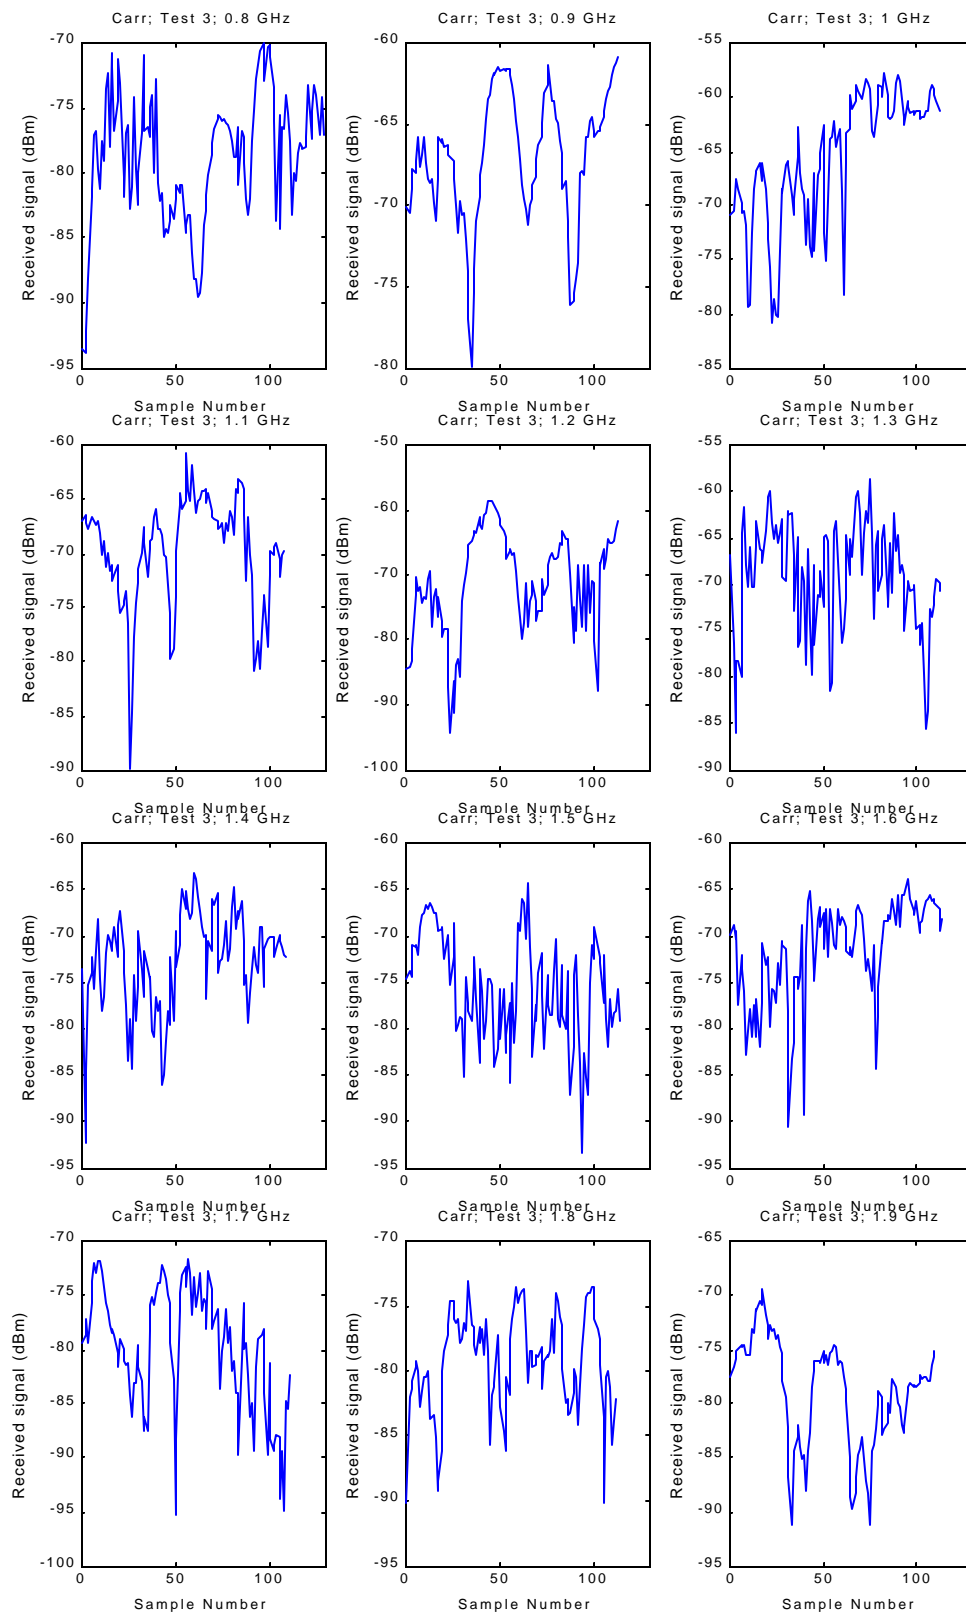 Carr; Test 3; 0.8 GHz
Carr; Test 3; 0.9 GHz
Carr; Test 3; 1 GHz
Received signal (dBm)
-70
-75
-80
-85
-90
-95
0 50 100
Sample Number
Received signal (dBm)
-60
-65
-70
-75
-80
0 50 100
Sample Number
Received signal (dBm)
-55
-60
-65
-70
-75
-80
-85
0 50 100
Sample Number
Carr; Test 3; 1.1 GHz
Carr; Test 3; 1.2 GHz
Carr; Test 3; 1.3 GHz
Received signal (dBm)
-60
-65
-70
-75
-80
-85
-90
0 50 100
Sample Number
Received signal (dBm)
-50
-60
-70
-80
-90
-100
0 50 100
Sample Number
Received signal (dBm)
-55
-60
-65
-70
-75
-80
-85
-90
0 50 100
Sample Number
Carr; Test 3; 1.4 GHz
Carr; Test 3; 1.5 GHz
Carr; Test 3; 1.6 GHz
Received signal (dBm)
-60
-65
-70
-75
-80
-85
-90
-95
0 50 100
Sample Number
Received signal (dBm)
-60
-65
-70
-75
-80
-85
-90
-95
0 50 100
Sample Number
Received signal (dBm)
-60
-65
-70
-75
-80
-85
-90
-95
0 50 100
Sample Number
Carr; Test 3; 1.7 GHz
Carr; Test 3; 1.8 GHz
Carr; Test 3; 1.9 GHz
Received signal (dBm)
-70
-75
-80
-85
-90
-95
-100
0 50 100
Sample Number
Received signal (dBm)
-70
-75
-80
-85
-90
-95
0 50 100
Sample Number
Received signal (dBm)
-65
-70
-75
-80
-85
-90
-95
0 50 100
Sample Number